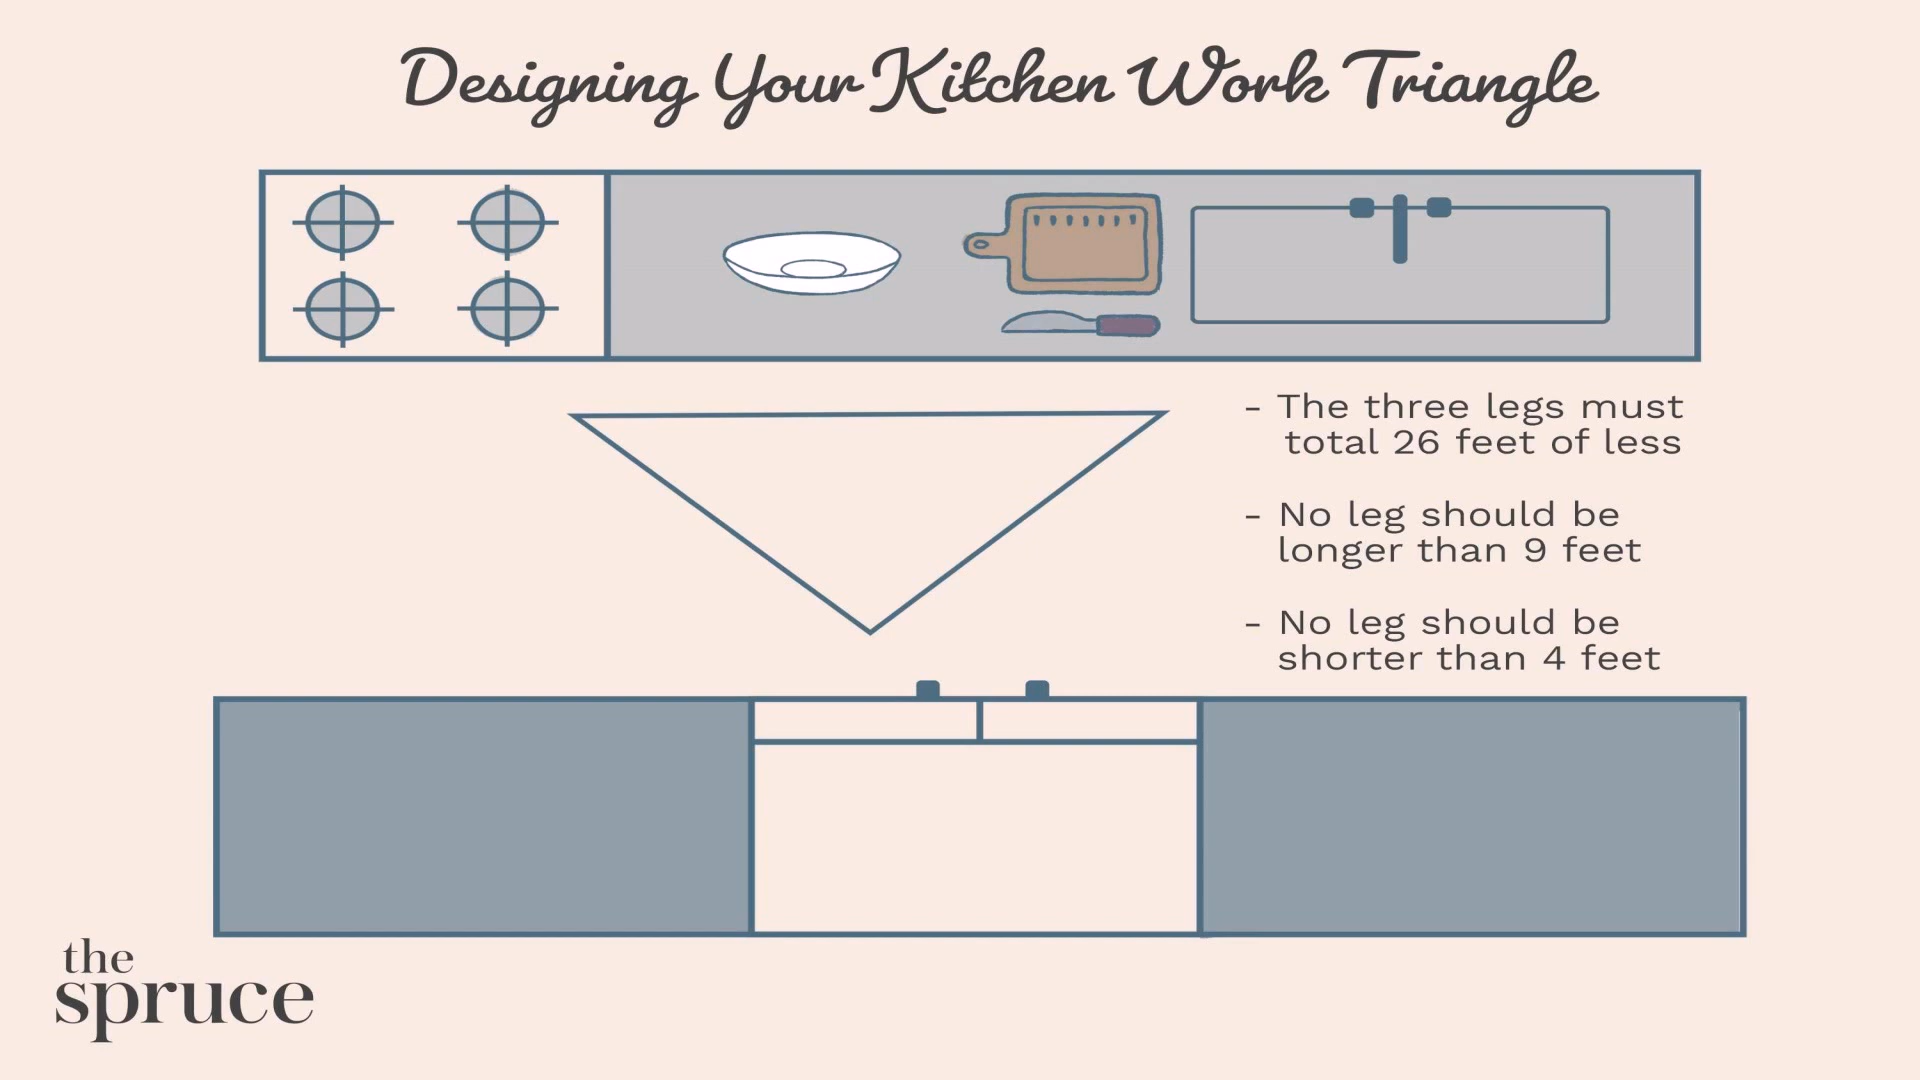 Designing Your Kitchen Work Triangle
- The three legs must
total 26 feet of less
- No leg should be
longer than 9 feet
- No leg should be
shorter than 4 feet
the
spruce